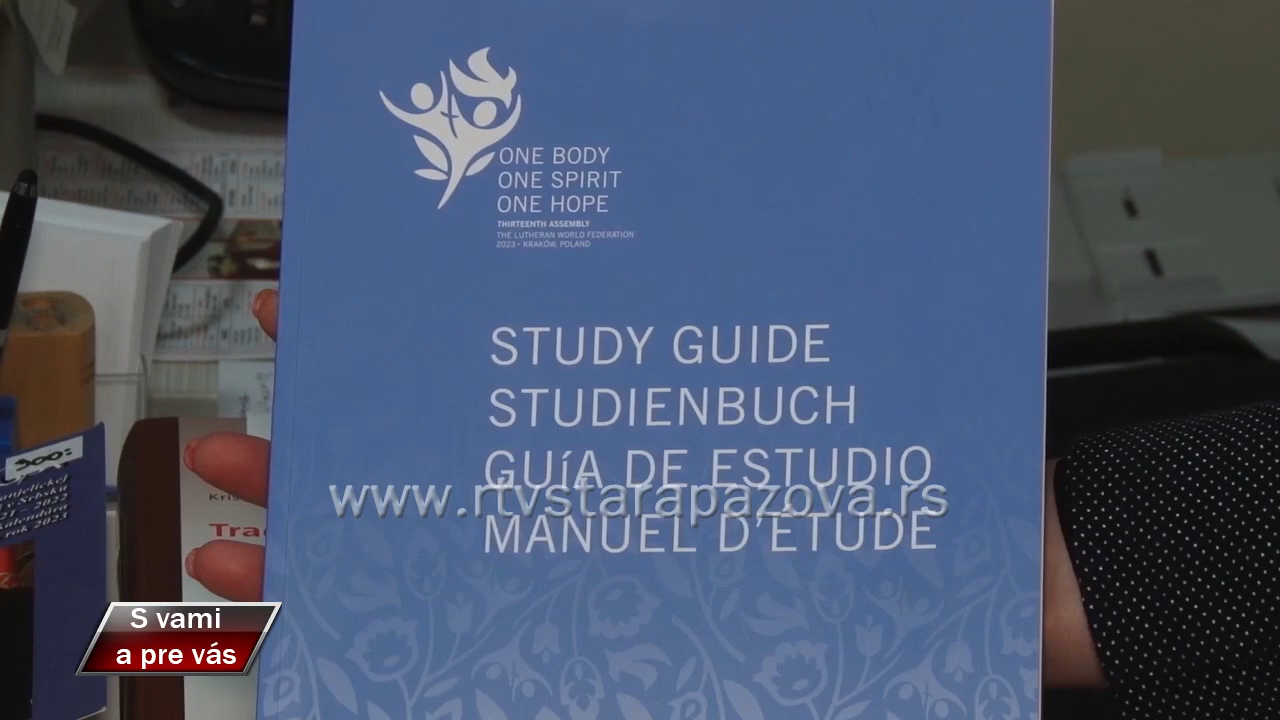 ONE BODY
ONE SPIRIT
ONE HOPE
THIRTEENTH ASSEMBLY
THE LUTHERAN WORLD FEDERATION
2023 • KRAKÓW, POLAND
STUDY GUIDE
STUDIENBUCH
GUíA DE ESTUDIO
www.rtvstarapazova.rs
MANUEL D'ÉTUDE
300:
S vami
a pre vás